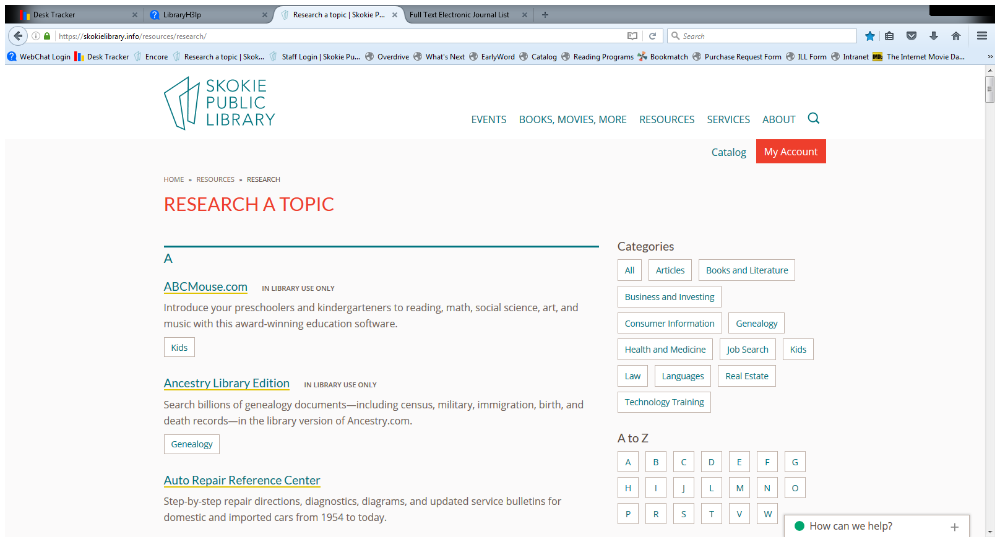 Desk Tracker
LibraryH3lp
Research a topic | Skokie P...
Full Text Electronic Journal List
https://skokielibrary.info/resources/research/
Search
WebChat Login Desk Tracker Encore Research a topic | Skok... Staff Login | Skokie Pu... Overdrive What's Next EarlyWord Catalog Reading Programs Bookmatch Purchase Request Form ILL Form Intranet IMDb The Internet Movie Da... »
SKOKIE
PUBLIC
LIBRARY
EVENTS BOOKS, MOVIES, MORE RESOURCES SERVICES ABOUT
Catalog My Account
HOME » RESOURCES » RESEARCH
RESEARCH A TOPIC
A
ABCMouse.com IN LIBRARY USE ONLY
Introduce your preschoolers and kindergarteners to reading, math, social science, art, and
music with this award-winning education software.
Kids
Ancestry Library Edition IN LIBRARY USE ONLY
Search billions of genealogy documents—including census, military, immigration, birth, and
death records—in the library version of Ancestry.com.
Genealogy
Auto Repair Reference Center
Step-by-step repair directions, diagnostics, diagrams, and updated service bulletins for
domestic and imported cars from 1954 to today.
Categories
All Articles Books and Literature
Business and Investing
Consumer Information Genealogy
Health and Medicine Job Search Kids
Law Languages Real Estate
Technology Training
A to Z
A B C D E F G
H I J L M N O
P R S T V W
How can we help? +